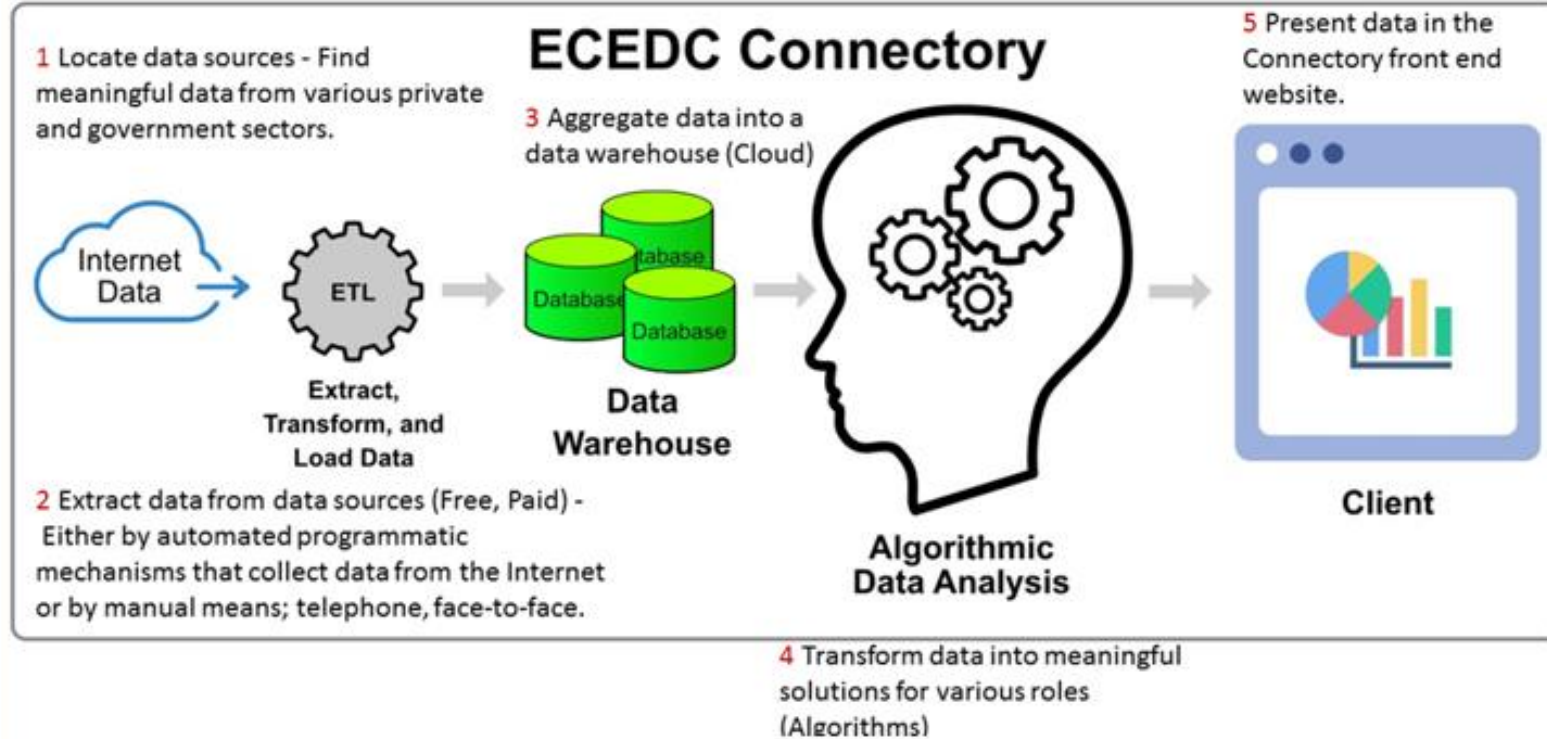 ECEDC Connectory
1 Locate data sources - Find
meaningful data from various private
and government sectors.
Internet
Data
ETL
Extract,
Transform, and
Load Data
2 Extract data from data sources (Free, Paid) -
Either by automated programmatic
mechanisms that collect data from the Internet
or by manual means; telephone, face-to-face.
3 Aggregate data into a
data warehouse (Cloud)
tabase
Database
Database
Data
Warehouse
Algorithmic
Data Analysis
4 Transform data into meaningful
solutions for various roles
(Algorithms)
5 Present data in the
Connectory front end
website.
Client